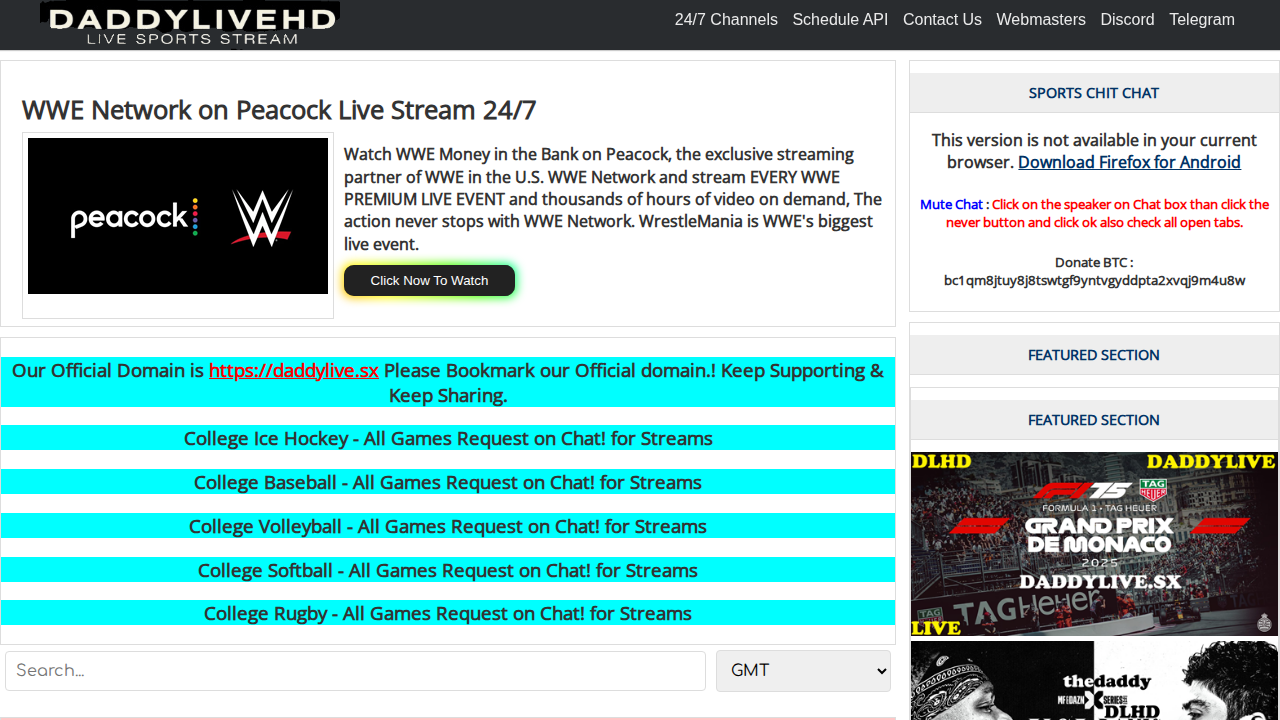 DADDYLIVEHD
LIVE SPORTS STREAM
24/7 Channels Schedule API Contact Us Webmasters Discord Telegram
WWE Network on Peacock Live Stream 24/7
peacock W
Watch WWE Money in the Bank on Peacock, the exclusive streaming
partner of WWE in the U.S. WWE Network and stream EVERY WWE
PREMIUM LIVE EVENT and thousands of hours of video on demand, The
action never stops with WWE Network. WrestleMania is WWE's biggest
live event.
Click Now To Watch
Our Official Domain is https://daddylive.sx Please Bookmark our Official domain.! Keep Supporting &
Keep Sharing.
College Ice Hockey - All Games Request on Chat! for Streams
College Baseball - All Games Request on Chat! for Streams
College Volleyball - All Games Request on Chat! for Streams
College Softball - All Games Request on Chat! for Streams
College Rugby - All Games Request on Chat! for Streams
Search...
GMT
SPORTS CHIT CHAT
This version is not available in your current
browser. Download Firefox for Android
Mute Chat : Click on the speaker on Chat box than click the
never button and click ok also check all open tabs.
Donate BTC :
bc1qm8jtuy8j8tswtgf9yntvgyddpta2xvqj9m4u8w
FEATURED SECTION
FEATURED SECTION
DLHD DADDYLIVE
F1 75 TAG HEUER
FORMULA 1 • TAG HEUER
GRAND PRIX
DE MONACO
2025
DADDYLIVE.SX
TAGHeuer
LIVE
thedaddy
DLHD